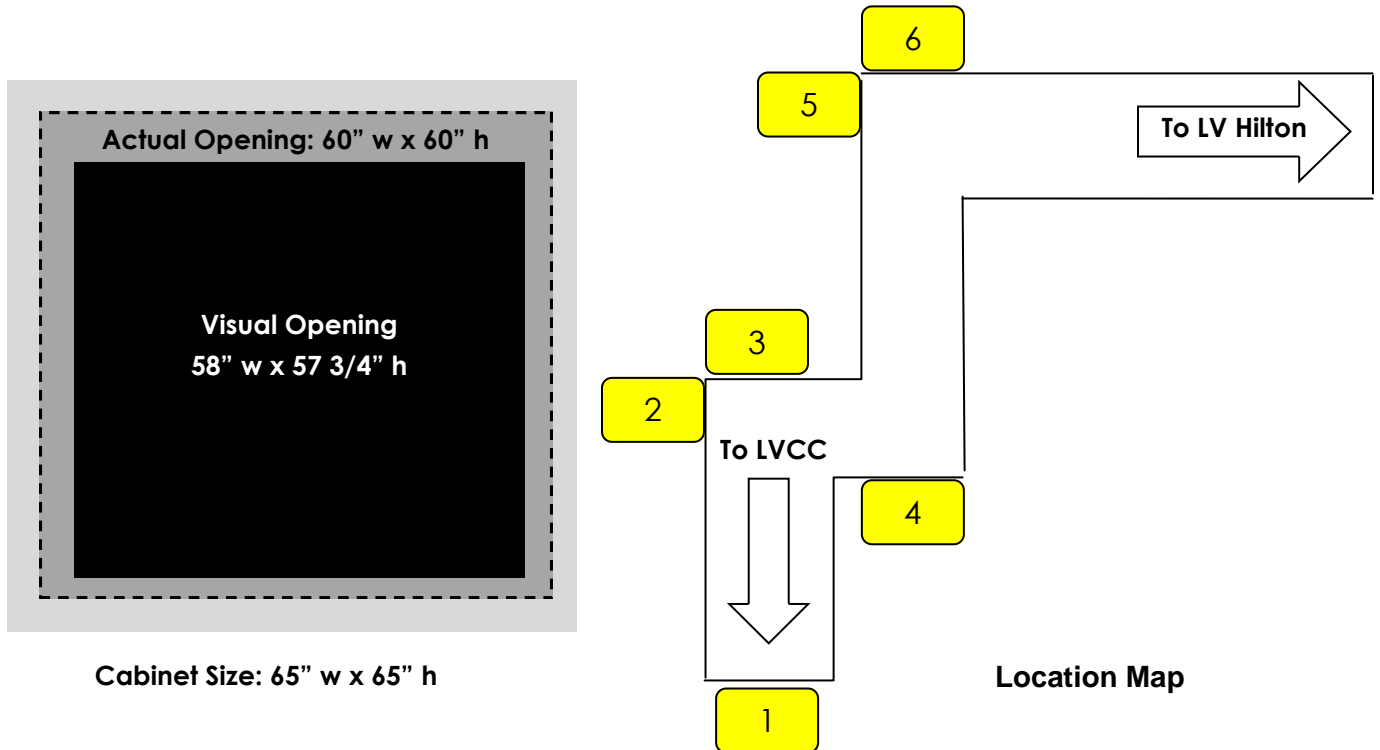 Actual Opening: 60” w x 60” h
Visual Opening
58” w x 57 3/4” h
Cabinet Size: 65” w x 65” h
6
5
To LV Hilton
3
2
To LVCC
4
1
Location Map